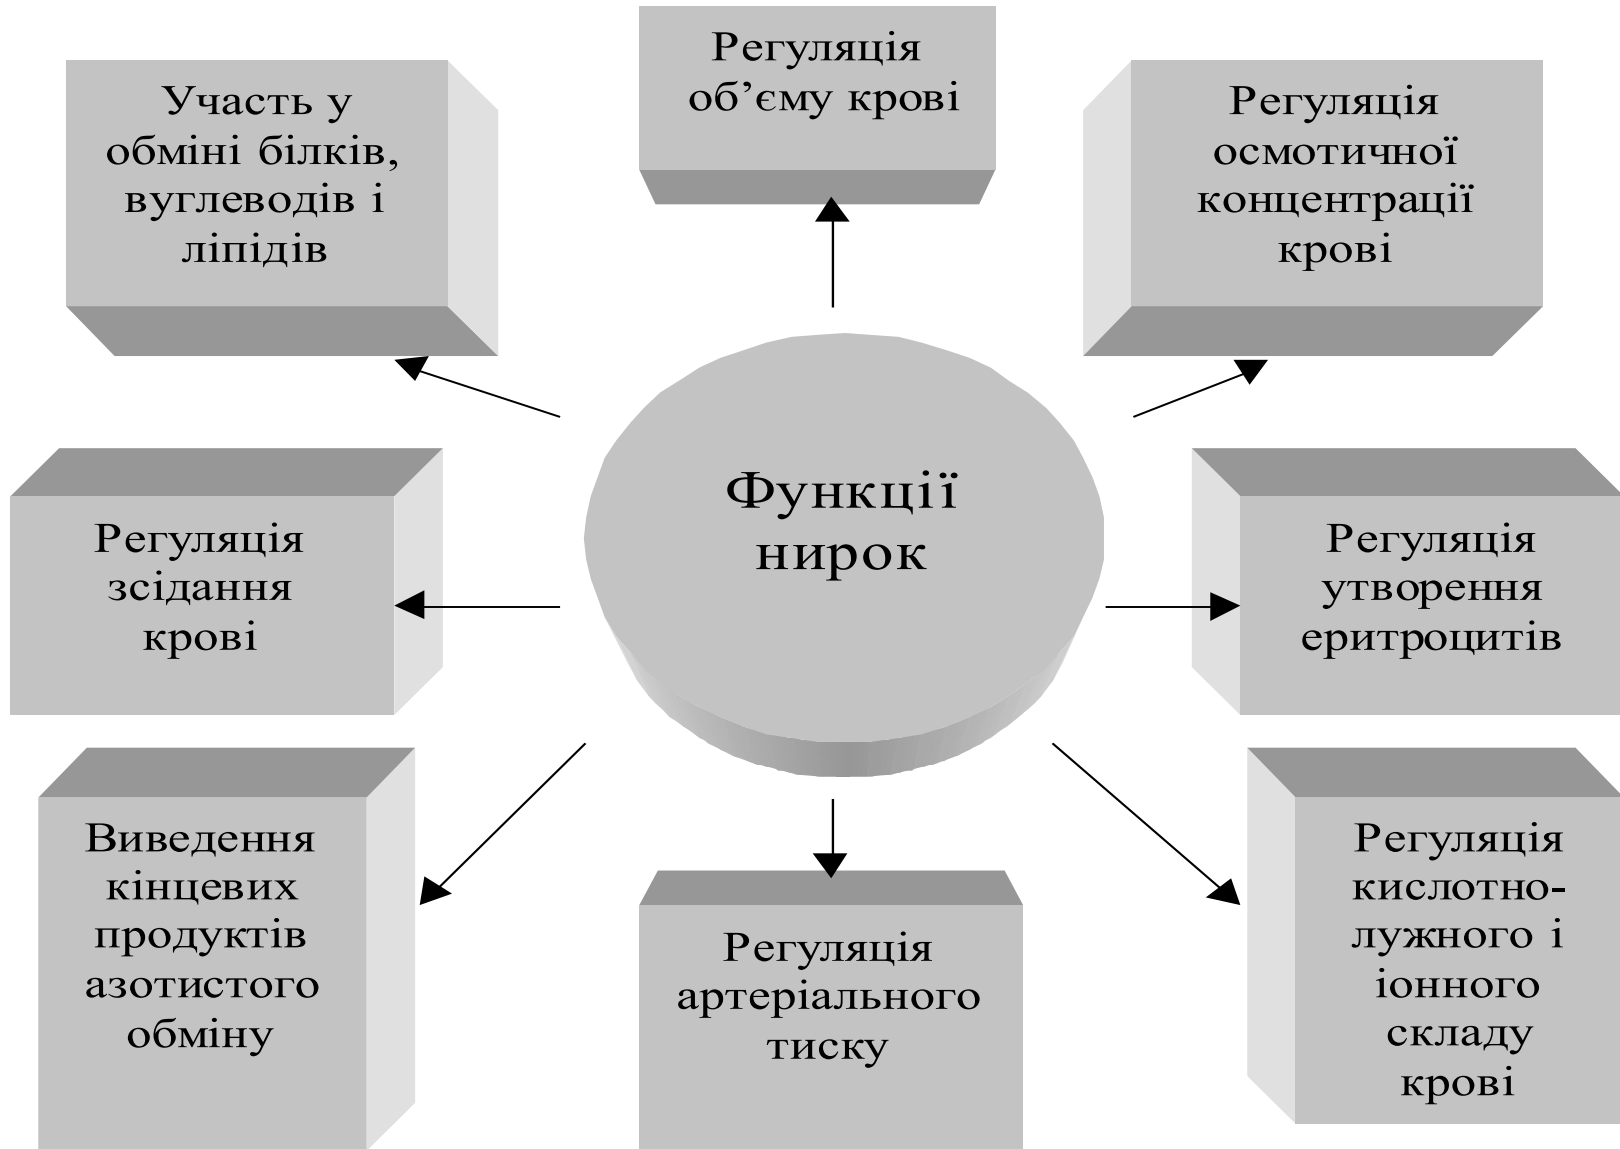 Регуляція
об’єму крові
Участь у
обміні білків,
вуглеводів і
ліпідів
Регуляція
осмотичної
концентрації
крові
Функції
нирок
Регуляція
зсідання
крові
Регуляція
утворення
еритроцитів
Виведення
кінцевих
продуктів
азотистого
обміну
Регуляція
артеріального
тиску
Регуляція
кислотно-
лужного і
іонного
складу
крові